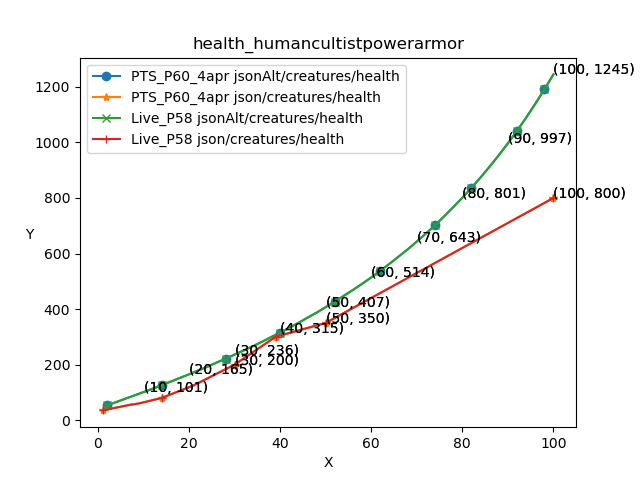 health_humancultistpowerarmor
PTS_P60_4apr jsonAlt/creatures/health
PTS_P60_4apr json/creatures/health
Live_P58 jsonAlt/creatures/health
Live_P58 json/creatures/health
Y
1200
1000
800
600
400
200
0
(100, 1245)
(90, 997)
(80, 801)
(100, 800)
(70, 643)
(60, 514)
(50, 407)
(50, 350)
(40, 315)
(30, 236)
(30, 200)
(20, 165)
(10, 101)
0 20 40 60 80 100
X